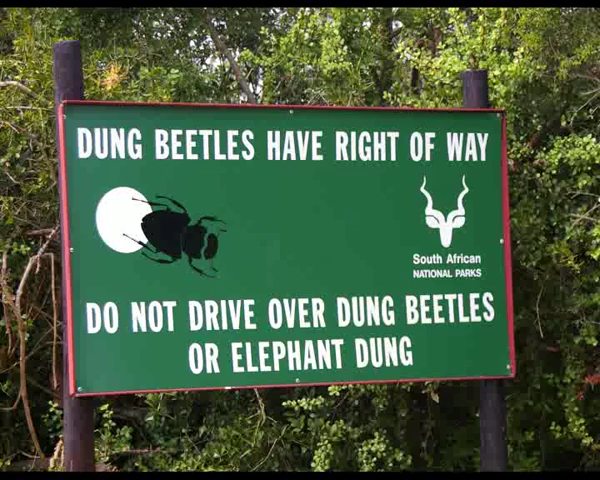 DUNG BEETLES HAVE RIGHT OF WAY
South African
NATIONAL PARKS
DO NOT DRIVE OVER DUNG BEETLES
OR ELEPHANT DUNG